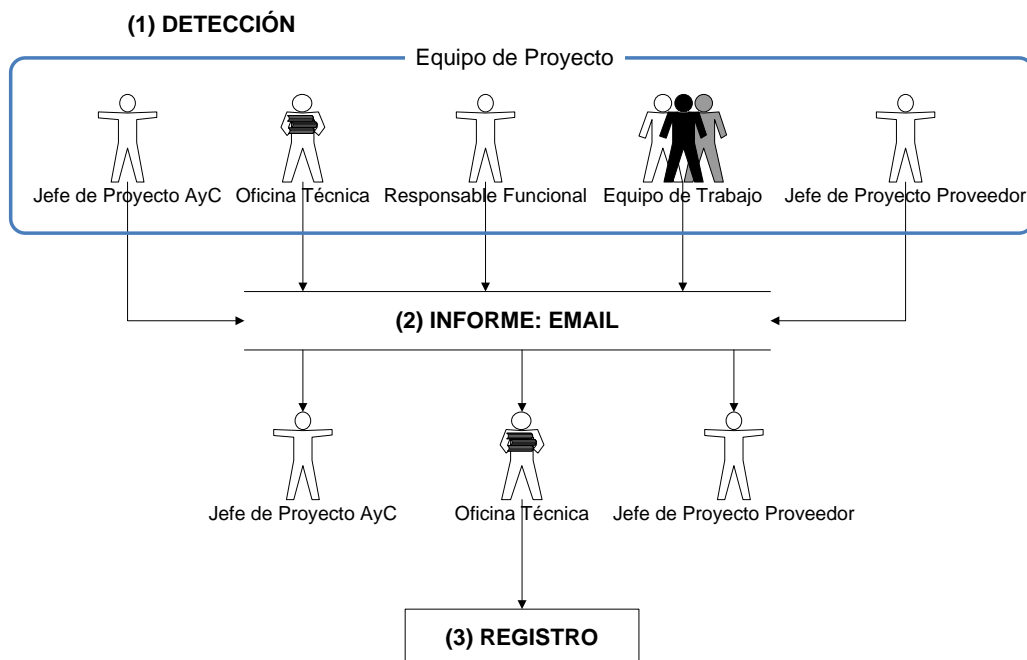 (1) DETECCIÓN
Equipo de Proyecto
Jefe de Proyecto AyC
Oficina Técnica
Responsable Funcional
Equipo de Trabajo
Jefe de Proyecto Proveedor
(2) INFORME: EMAIL
Jefe de Proyecto AyC
Oficina Técnica
Jefe de Proyecto Proveedor
(3) REGISTRO